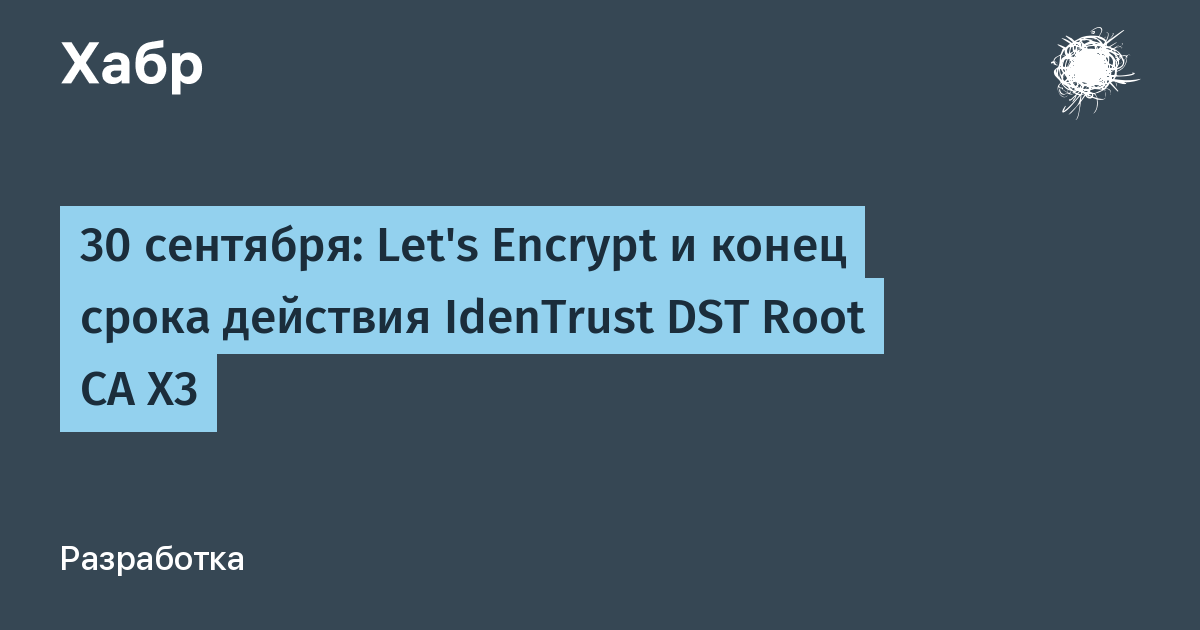 Хабр
30 сентября: Let's Encrypt и конец
срока действия IdenTrust DST Root
CA X3
Разработка